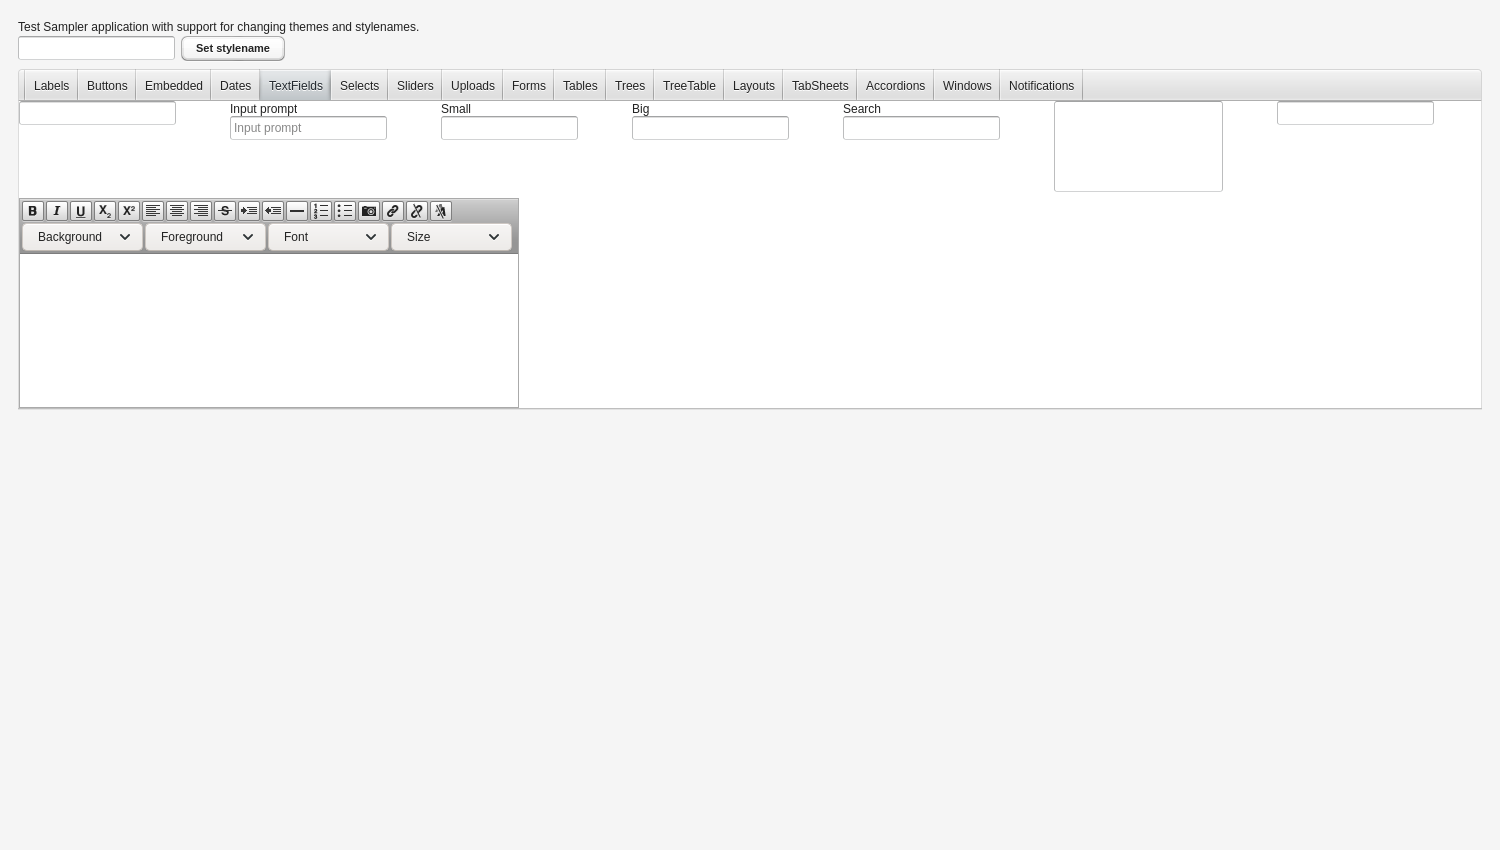 Test Sampler application with support for changing themes and stylenames.
Set stylename
Labels Buttons Embedded Dates TextFields Selects Sliders Uploads Forms Tables Trees TreeTable Layouts TabSheets Accordions Windows Notifications
Input prompt Small Big Search
Input prompt
B I U X₂ X² S
Background Foreground Font Size